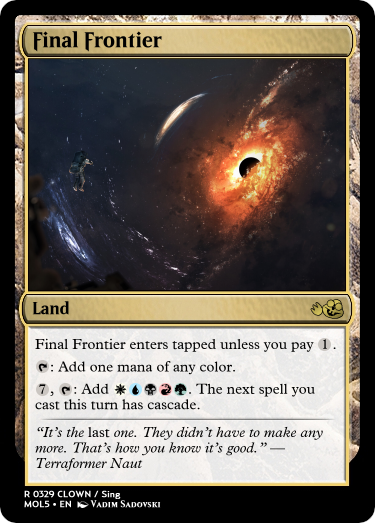 Final Frontier
Land
Final Frontier enters tapped unless you pay 1.
: Add one mana of any color.
7, : Add . The next spell you
cast this turn has cascade.
“It's the last one. They didn't have to make any
more. That's how you know it's good.” —
Terraformer Naut
R 0329 CLOWN / Sing
MOL5 • EN Vadim Sadovski